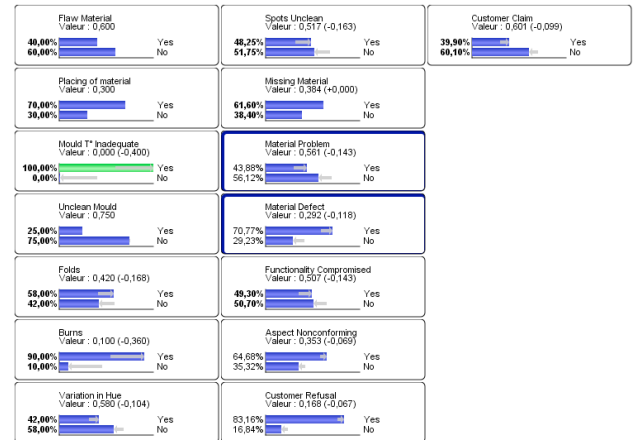 Flaw Material
Valeur : 0,600
40,00% Yes
60,00% No
Placing of material
Valeur : 0,300
70,00% Yes
30,00% No
Mould T° Inadequate
Valeur : 0,000 (-0,400)
100,00% Yes
0,00% No
Unclean Mould
Valeur : 0,750
25,00% Yes
75,00% No
Folds
Valeur : 0,420 (-0,168)
58,00% Yes
42,00% No
Burns
Valeur : 0,100 (-0,360)
90,00% Yes
10,00% No
Variation in Hue
Valeur : 0,580 (-0,104)
42,00% Yes
58,00% No
Spots Unclean
Valeur : 0,517 (-0,163)
48,25% Yes
51,75% No
Missing Material
Valeur : 0,384 (+0,000)
61,60% Yes
38,40% No
Material Problem
Valeur : 0,561 (-0,143)
43,88% Yes
56,12% No
Material Defect
Valeur : 0,292 (-0,118)
70,77% Yes
29,23% No
Functionality Compromised
Valeur : 0,507 (-0,143)
49,30% Yes
50,70% No
Aspect Nonconforming
Valeur : 0,353 (-0,069)
64,68% Yes
35,32% No
Customer Refusal
Valeur : 0,168 (-0,067)
83,16% Yes
16,84% No
Customer Claim
Valeur : 0,601 (-0,099)
39,90% Yes
60,10% No